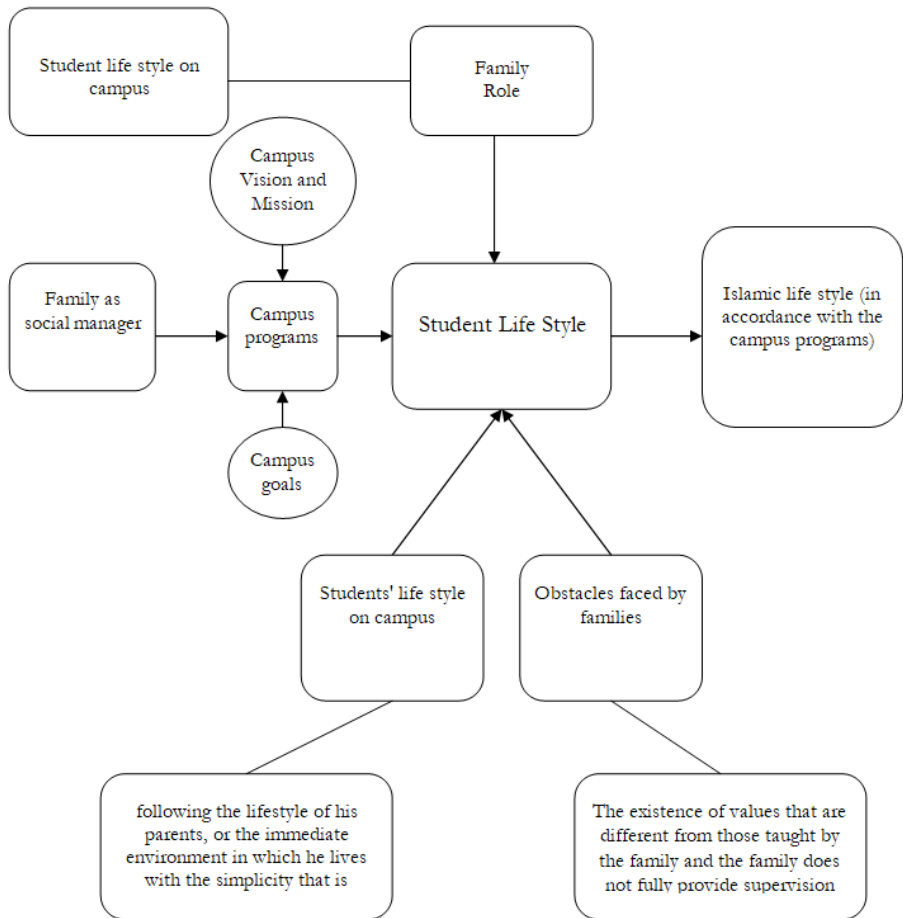 Student life style on
campus
Family
Role
Campus
Vision and
Mission
Family as
social manager
Campus
programs
Student Life Style
Islamic life style (in
accordance with the
campus programs)
Campus
goals
Students' life style
on campus
Obstacles faced by
families
following the lifestyle of his
parents, or the immediate
environment in which he lives
with the simplicity that is
The existence of values that are
different from those taught by
the family and the family does
not fully provide supervision